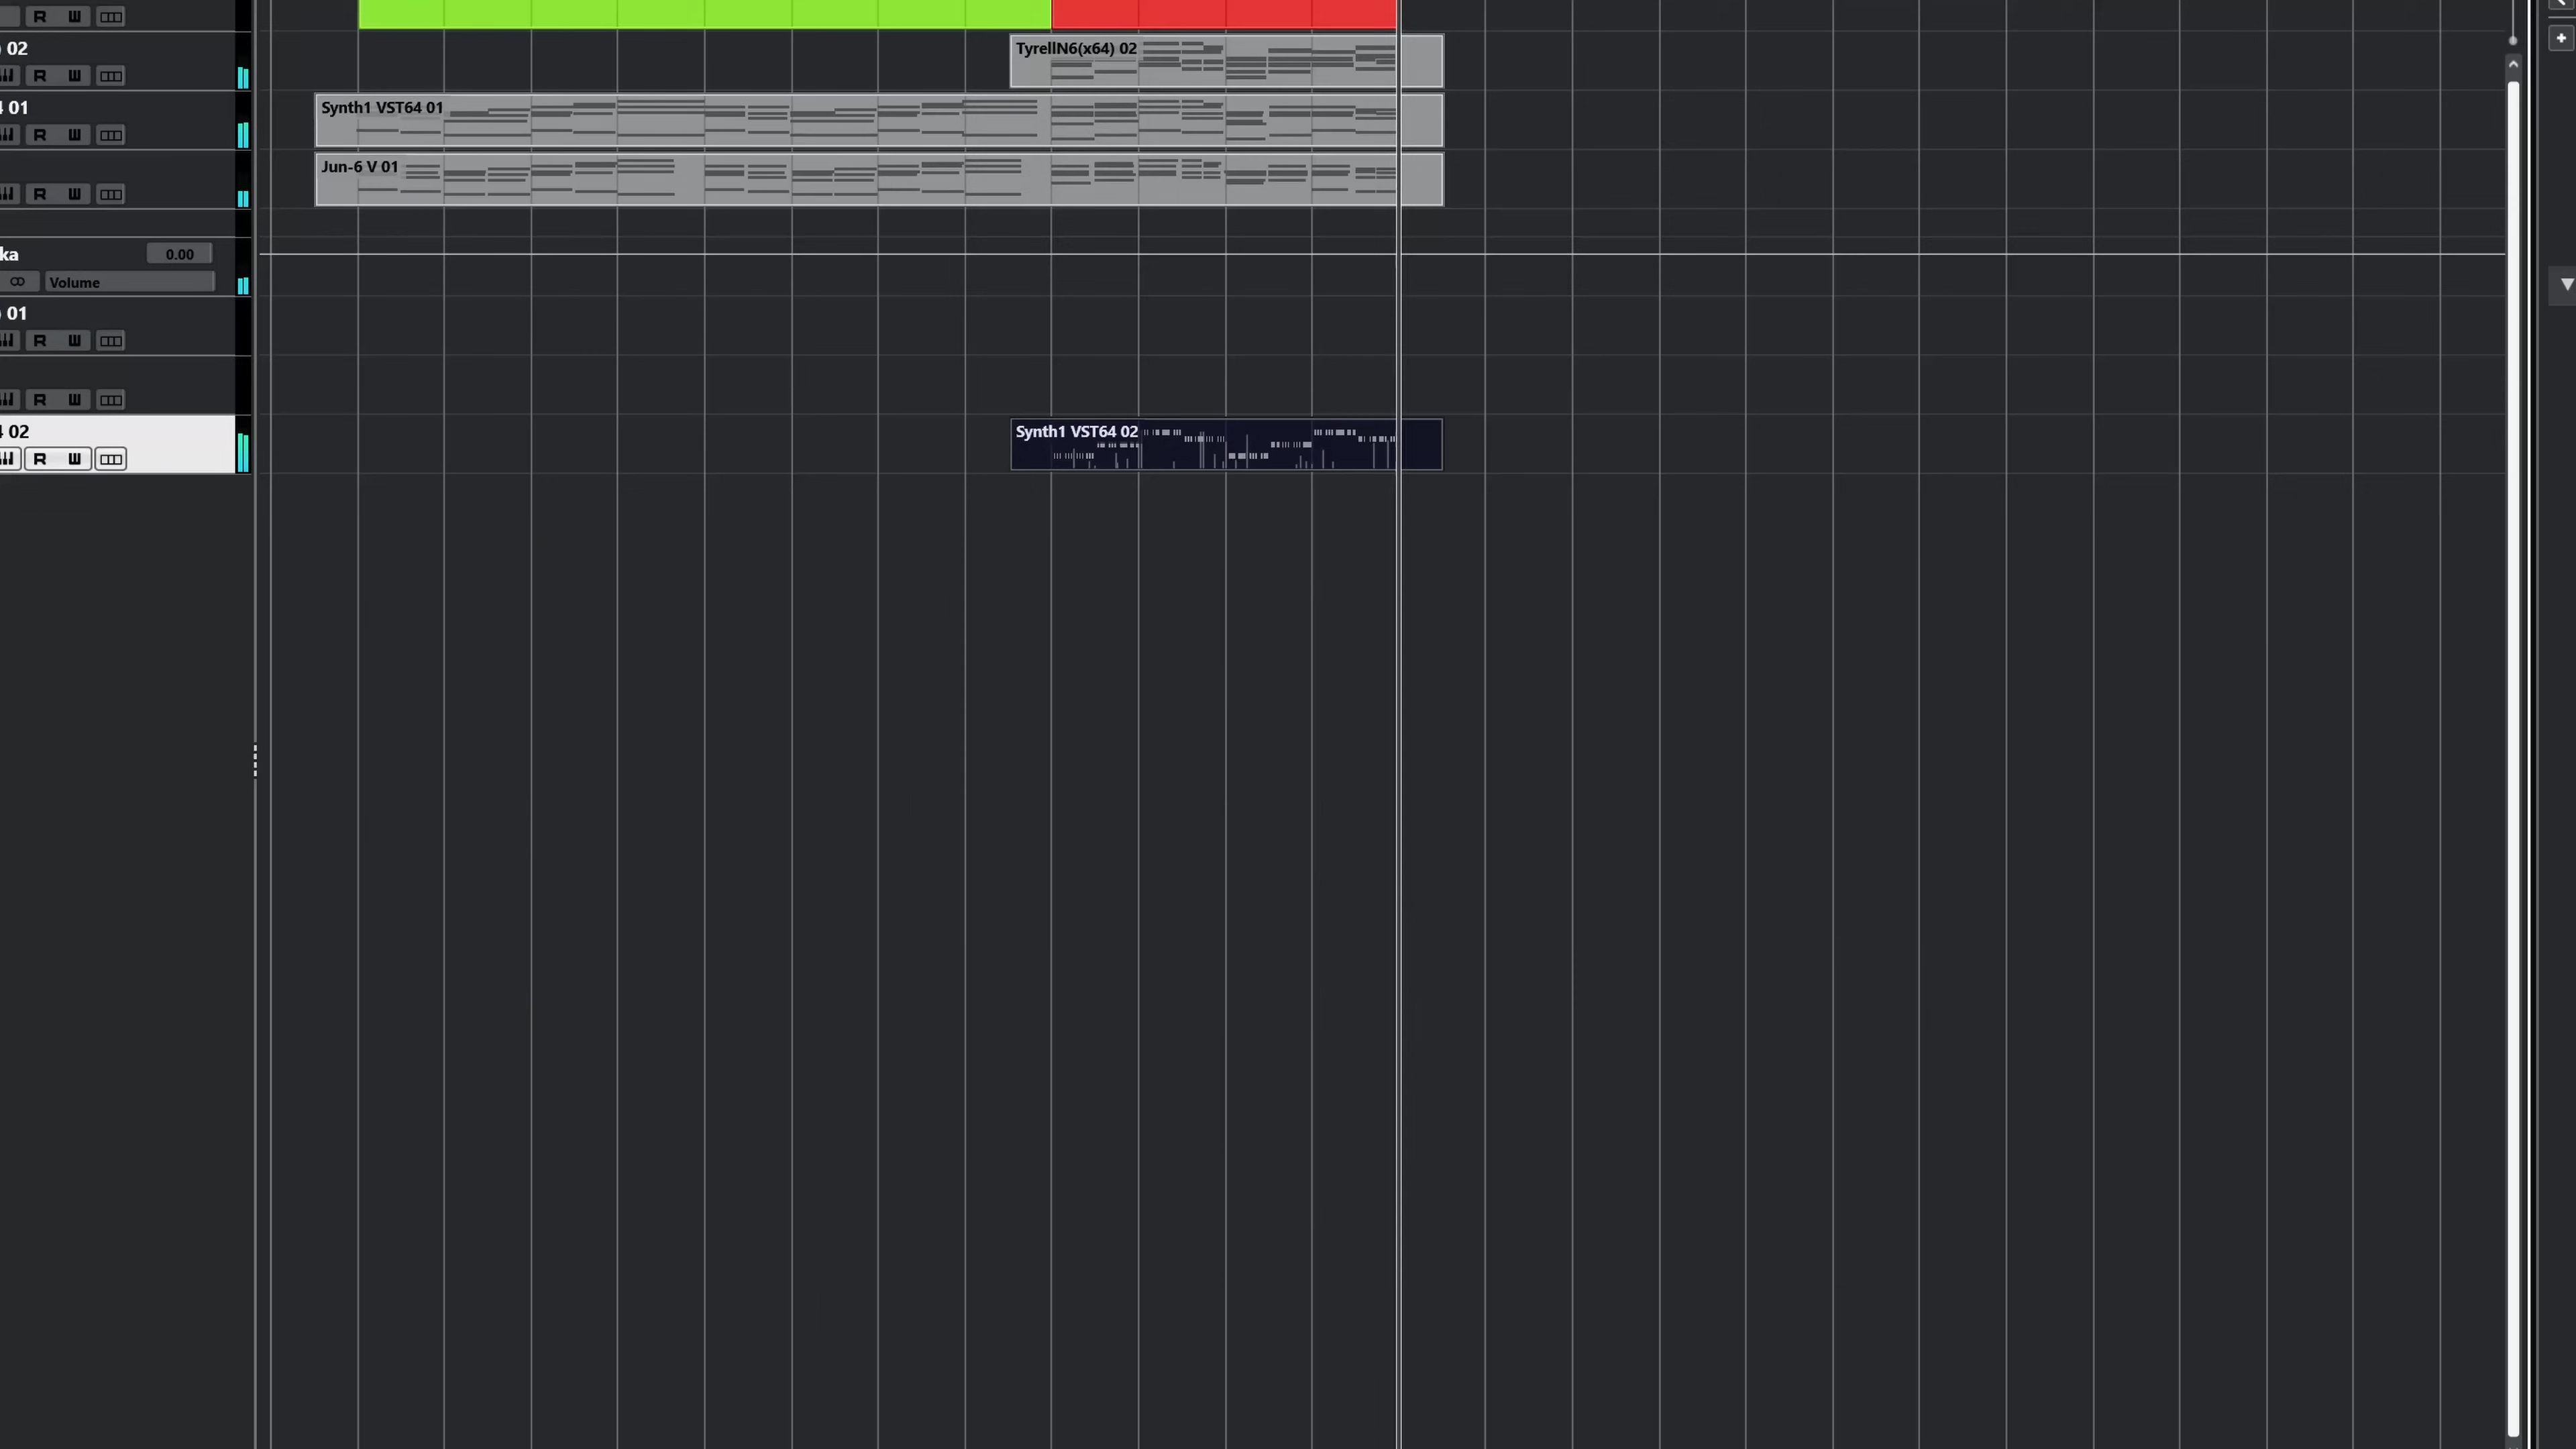 R W
02
TyrellN6(x64) 02
R W
01
Synth1 VST64 01
R W
Jun-6 V 01
R W
ka 0.00
Volume
01
R W
R W
02
Synth1 VST64 02
R W